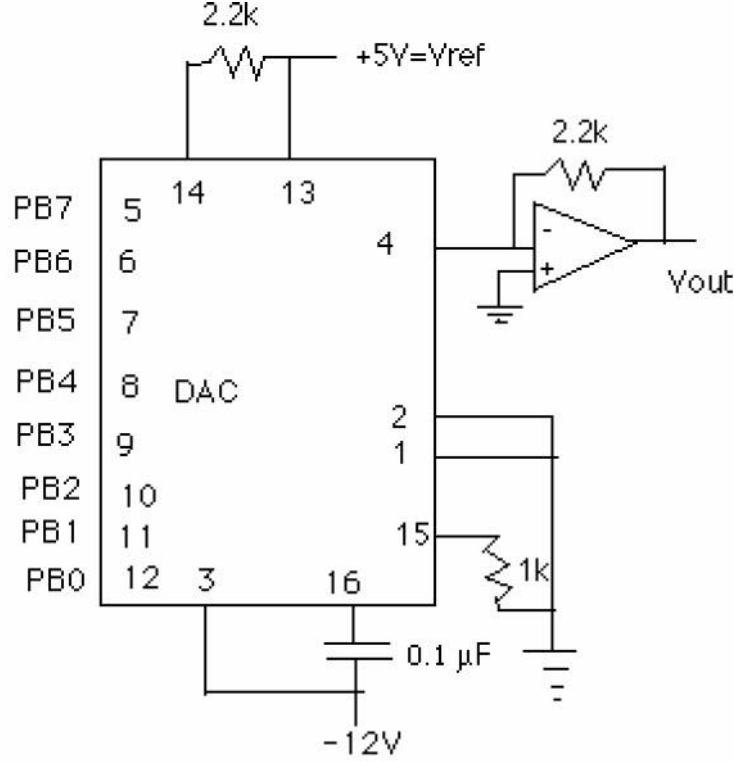 2.2k
+5V=Vref
2.2k
14
13
PB7
5
4
-
PB6
6
+
Vout
PB5
7
PB4
8
DAC
2
PB3
9
1
PB2
10
PB1
11
15
PB0
12
3
16
1k
0.1 µF
-12V